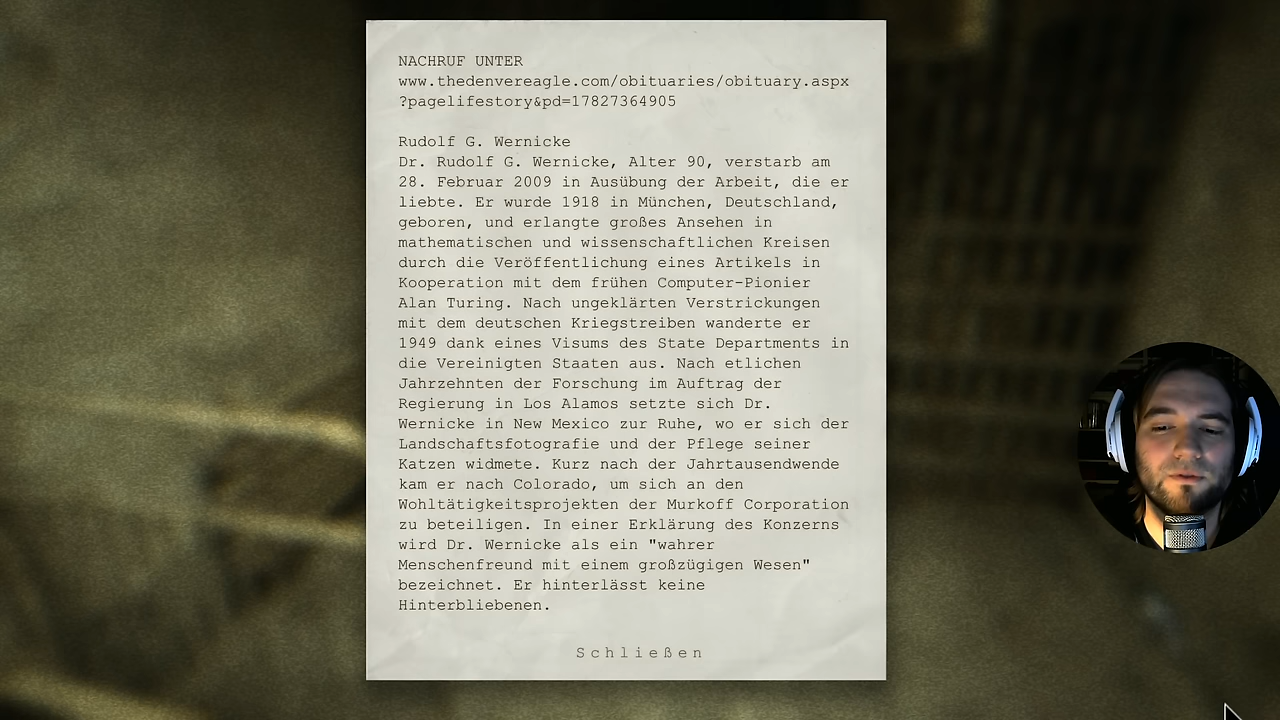 NACHRUF UNTER
www.thedenvereagle.com/obituaries/obituary.aspx
?pagelifestory&pd=17827364905
Rudolf G. Wernicke
Dr. Rudolf G. Wernicke, Alter 90, verstarb am
28. Februar 2009 in Ausübung der Arbeit, die er
liebte. Er wurde 1918 in München, Deutschland,
geboren, und erlangte großes Ansehen in
mathematischen und wissenschaftlichen Kreisen
durch die Veröffentlichung eines Artikels in
Kooperation mit dem frühen Computer-Pionier
Alan Turing. Nach ungeklärten Verstrickungen
mit dem deutschen Kriegstreiben wanderte er
1949 dank eines Visums des State Departments in
die Vereinigten Staaten aus. Nach etlichen
Jahrzehnten der Forschung im Auftrag der
Regierung in Los Alamos setzte sich Dr.
Wernicke in New Mexico zur Ruhe, wo er sich der
Landschaftsfotografie und der Pflege seiner
Katzen widmete. Kurz nach der Jahrtausendwende
kam er nach Colorado, um sich an den
Wohltätigkeitsprojekten der Murkoff Corporation
zu beteiligen. In einer Erklärung des Konzerns
wird Dr. Wernicke als ein "wahrer
Menschenfreund mit einem großzügigen Wesen"
bezeichnet. Er hinterlässt keine
Hinterbliebenen.
Schließen